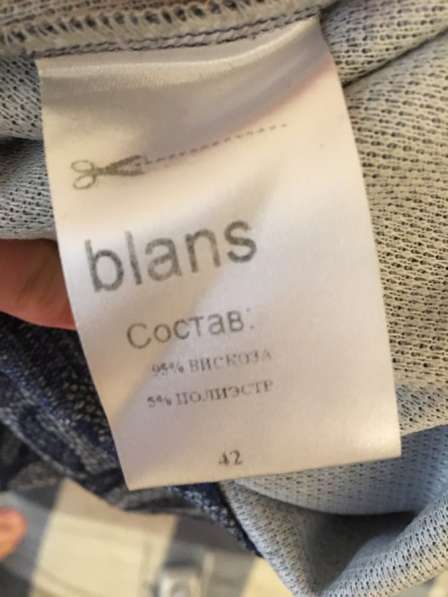 blans
Состав:
95% ВИСКОЗА
5% ПОЛИЭСТР
42